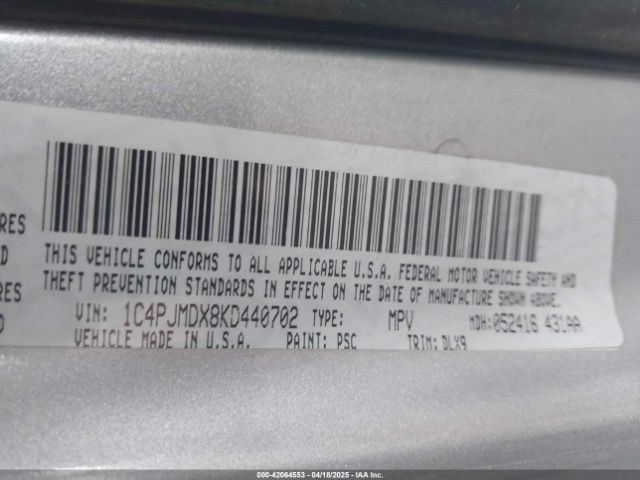 RES
D
RES
D
THIS VEHICLE CONFORMS TO ALL APPLICABLE U.S.A. FEDERAL MOTOR VEHICLE SAFETY AND
THEFT PREVENTION STANDARDS IN EFFECT ON THE DATE OF MANUFACTURE SHOWN ABOVE.
VIN: 1C4PJMDX8KD440702 TYPE: MPV MDH:052416 431AA
VEHICLE MADE IN U.S.A. PAINT: PSC TRIM: DLX9
000-42064553 - 04/18/2025 - IAA Inc.